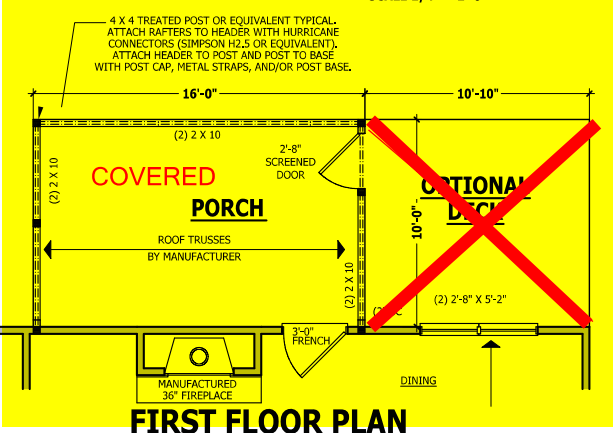 4 X 4 TREATED POST OR EQUIVALENT TYPICAL.
ATTACH RAFTERS TO HEADER WITH HURRICANE
CONNECTORS (SIMPSON H2.5 OR EQUIVALENT).
ATTACH HEADER TO POST AND POST TO BASE
WITH POST CAP, METAL STRAPS, AND/OR POST BASE.
16'-0"
10'-10"
(2) 2 X 10
2'-8"
SCREENED
DOOR
(2) 2 X 10
COVERED
PORCH
OPTIONAL
DECK
10'-0"
ROOF TRUSSES
BY MANUFACTURER
(2) 2 X 10
(2) 2'-8" X 5'-2"
3'-0"
FRENCH
MANUFACTURED
36" FIREPLACE
DINING
FIRST FLOOR PLAN